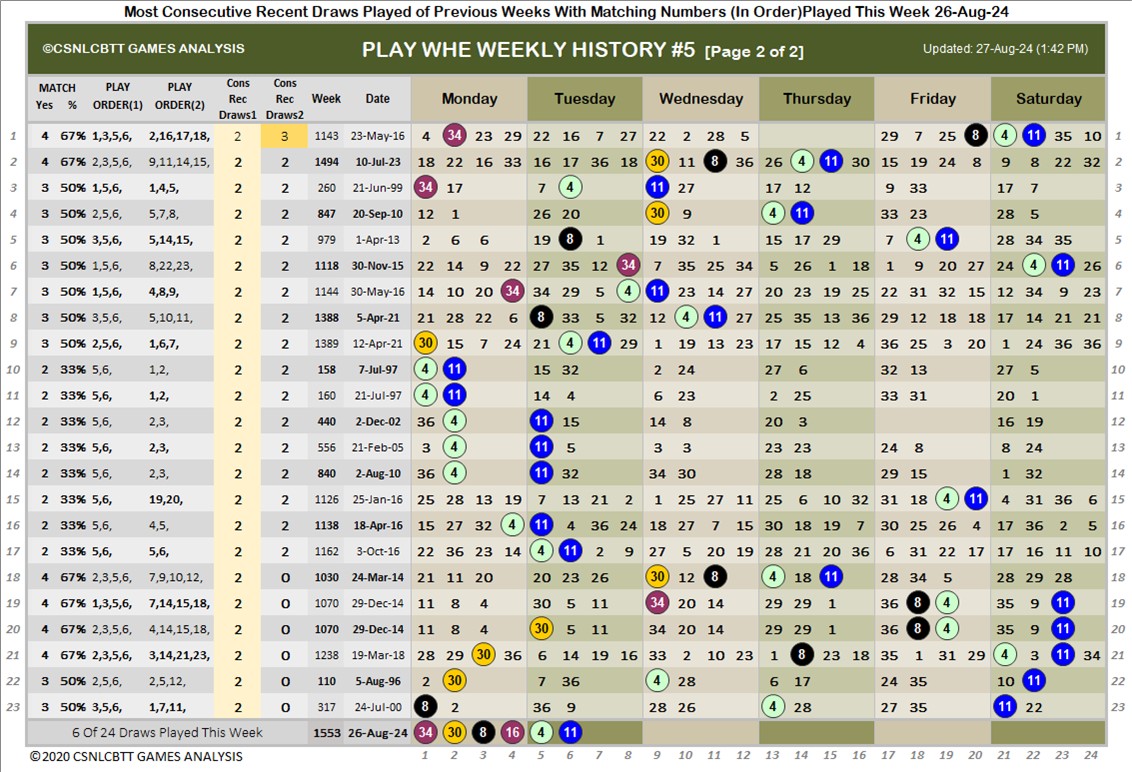 Most Consecutive Recent Draws Played of Previous Weeks With Matching Numbers (In Order)Played This Week 26-Aug-24
©CSNLCBTT GAMES ANALYSIS PLAY WHE WEEKLY HISTORY #5 [Page 2 of 2] Updated: 27-Aug-24 (1:42 PM)
MATCH PLAY PLAY Cons Cons
Yes % ORDER(1) ORDER(2) Rec Rec Week Date Monday Tuesday Wednesday Thursday Friday Saturday
Draws1 Draws2
1 4 67% 1,3,5,6, 2,16,17,18, 2 3 1143 23-May-16 4 34 23 29 22 16 7 27 22 2 28 5 29 7 25 20 4 11 35 10 1
2 4 67% 2,3,5,6, 9,11,14,15, 2 2 1494 10-Jul-23 18 22 16 33 16 17 36 18 30 11 8 36 26 4 11 30 15 19 24 8 9 8 22 32 2
3 3 50% 1,5,6, 1,4,5, 2 2 260 21-Jun-99 34 17 7 4 11 27 17 12 9 33 17 7 3
4 3 50% 2,5,6, 5,7,8, 2 2 847 20-Sep-10 12 1 26 20 30 9 4 11 33 23 28 5 4
5 3 50% 3,5,6, 5,14,15, 2 2 979 1-Apr-13 2 6 6 19 8 1 19 32 1 15 17 29 7 4 11 28 34 35 5
6 3 50% 1,5,6, 8,22,23, 2 2 1118 30-Nov-15 22 14 9 22 27 35 12 34 7 35 25 34 5 26 1 18 1 9 20 27 24 4 11 26 6
7 3 50% 1,5,6, 4,8,9, 2 2 1144 30-May-16 14 10 20 34 34 29 5 4 11 23 14 27 20 23 19 25 22 31 32 15 12 34 9 23 7
8 3 50% 3,5,6, 5,10,11, 2 2 1388 5-Apr-21 21 28 22 6 8 33 5 32 12 4 11 27 25 35 13 36 29 12 18 18 17 14 21 21 8
9 3 50% 2,5,6, 1,6,7, 2 2 1389 12-Apr-21 30 15 7 24 21 4 11 29 1 19 13 23 17 15 12 4 36 25 3 20 1 24 36 36 9
10 2 33% 5,6, 1,2, 2 2 158 7-Jul-97 4 11 15 32 2 24 27 6 32 13 27 5 10
11 2 33% 5,6, 1,2, 2 2 160 21-Jul-97 4 11 14 4 6 23 2 25 33 31 20 1 11
12 2 33% 5,6, 2,3, 2 2 440 2-Dec-02 36 4 11 15 14 8 20 3 16 19 12
13 2 33% 5,6, 2,3, 2 2 556 21-Feb-05 3 4 11 5 3 3 23 23 24 8 8 24 13
14 2 33% 5,6, 2,3, 2 2 840 2-Aug-10 36 4 11 32 34 30 28 18 29 15 1 32 14
15 2 33% 5,6, 19,20, 2 2 1126 25-Jan-16 25 28 13 19 7 13 21 2 1 25 27 11 25 6 10 32 31 18 4 11 4 31 36 6 15
16 2 33% 5,6, 4,5, 2 2 1138 18-Apr-16 15 27 32 4 11 4 36 24 18 27 7 15 30 18 19 7 30 25 26 4 17 36 2 5 16
17 2 33% 5,6, 5,6, 2 2 1162 3-Oct-16 22 36 23 14 4 11 2 9 27 5 20 19 28 21 20 36 6 31 22 17 17 16 11 10 17
18 4 67% 2,3,5,6, 7,9,10,12, 2 0 1030 24-Mar-14 21 11 20 20 23 26 30 12 8 4 18 11 28 34 5 28 29 28 18
19 4 67% 1,3,5,6, 7,14,15,18, 2 0 1070 29-Dec-14 11 8 4 30 5 11 34 20 14 29 29 1 36 8 4 35 9 11 19
20 4 67% 2,3,5,6, 4,14,15,18, 2 0 1070 29-Dec-14 11 8 4 30 5 11 34 20 14 29 29 1 36 8 4 35 9 11 20
21 4 67% 2,3,5,6, 3,14,21,23, 2 0 1238 19-Mar-18 28 29 30 36 6 14 19 16 33 2 10 23 1 8 23 18 35 1 31 29 4 3 11 34 21
22 3 50% 2,5,6, 2,5,12, 2 0 110 5-Aug-96 2 30 7 36 4 28 6 17 24 35 10 11 22
23 3 50% 3,5,6, 1,7,11, 2 0 317 24-Jul-00 8 2 36 9 28 26 4 28 27 35 11 22 23
6 Of 24 Draws Played This Week 1553 26-Aug-24 34 30 8 16 4 11
©2020 CSNLCBTT GAMES ANALYSIS 1 2 3 4 5 6 7 8 9 10 11 12 13 14 15 16 17 18 19 20 21 22 23 24